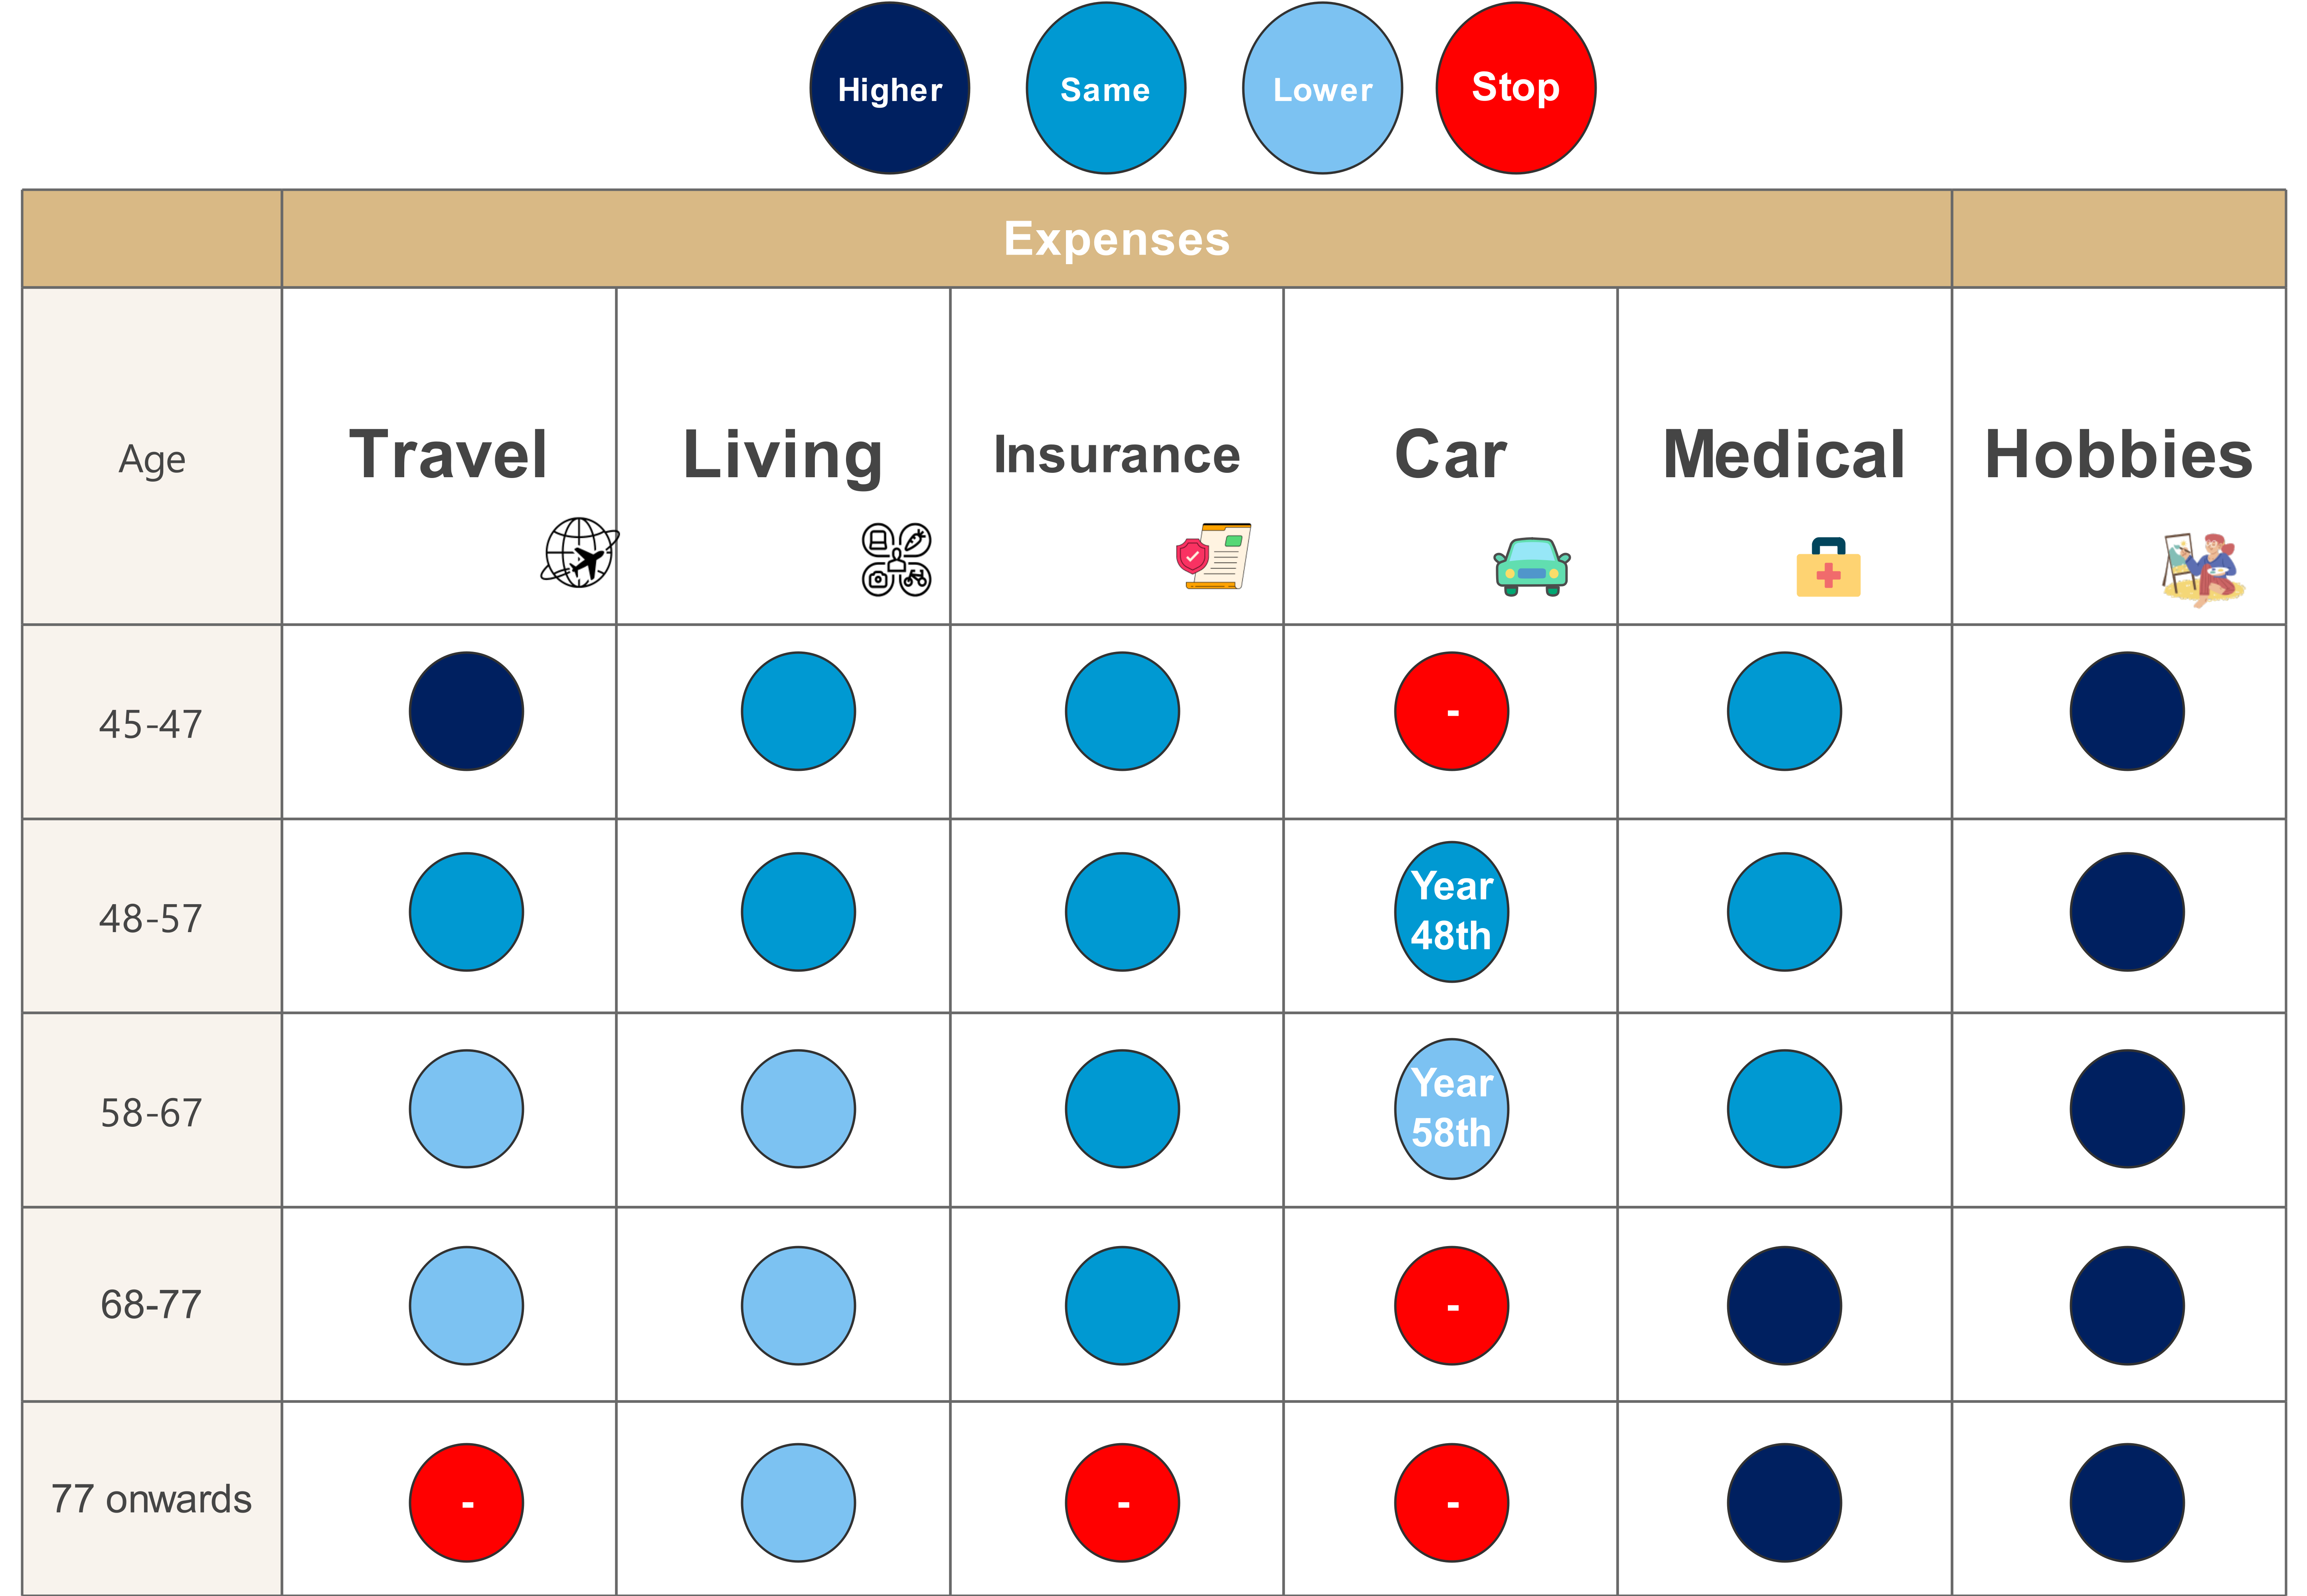 Higher
Same
Lower
Stop
Expenses
Age
Travel
Living
Insurance
Car
Medical
Hobbies
45-47
-
48-57
Year
48th
58-67
Year
58th
68-77
-
77 onwards
-
-
-